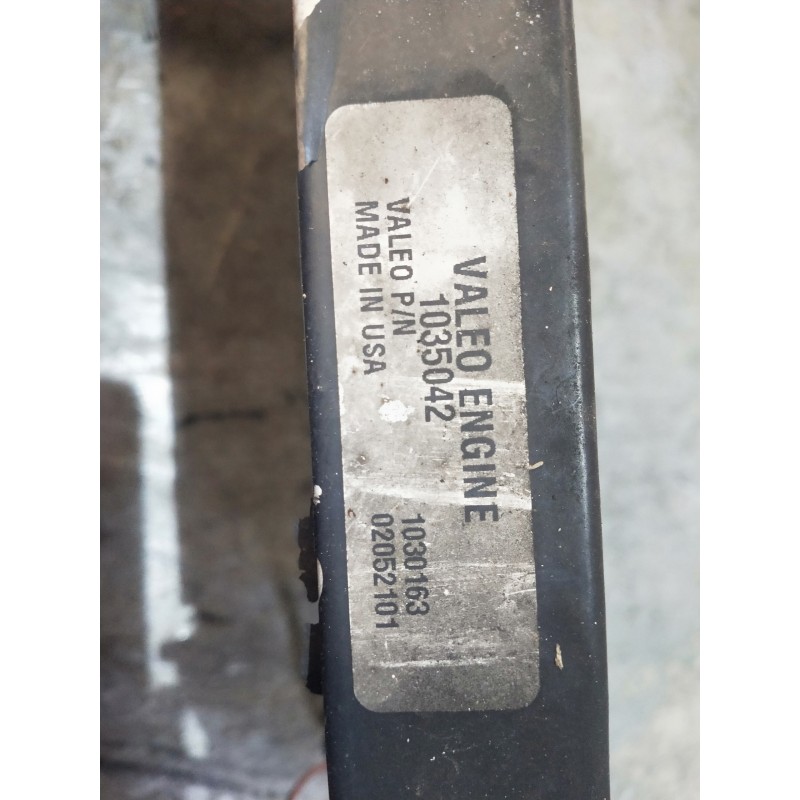 VALEO ENGINE
1035042
VALEO P/N 1030163
MADE IN USA 02052101